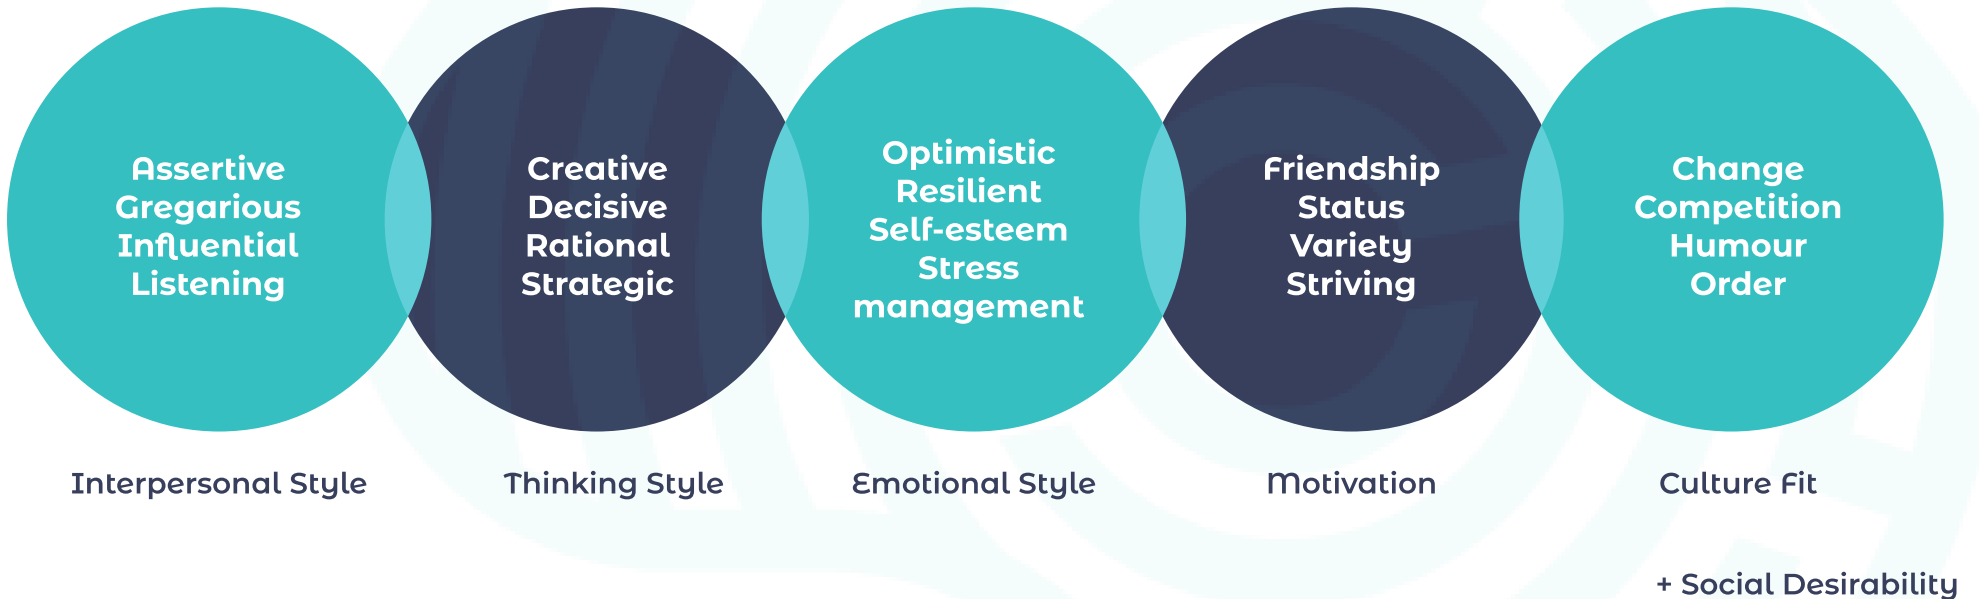 Assertive
Gregarious
Influential
Listening
Creative
Decisive
Rational
Strategic
Optimistic
Resilient
Self-esteem
Stress
management
Friendship
Status
Variety
Striving
Change
Competition
Humour
Order
Interpersonal Style
Thinking Style
Emotional Style
Motivation
Culture Fit
+ Social Desirability